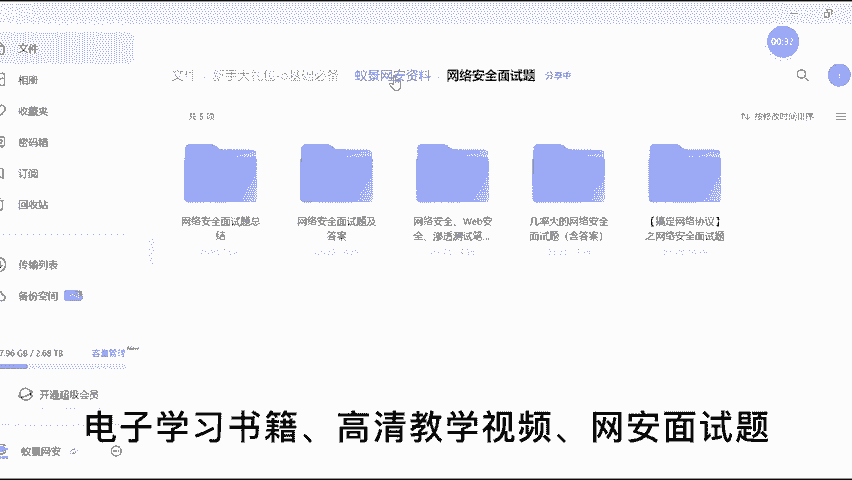 00:32
文件
相册
收藏夹
密码箱
订阅
回收站
传输列表
备份空间
7.96 GB / 2.68 TB 容量管理
开通超级会员
蚁景网安
文件 新手大礼包-0基础必备 蚁景网安资料 网络安全面试题 分享中
共 5 项
按修改时间排序
网络安全面试题总
结
网络安全面试题及
答案
网络安全、Web安
全、渗透测试笔...
几率大的网络安全
面试题（含答案）
【搞定网络协议】
之网络安全面试题
电子学习书籍、高清教学视频、网安面试题